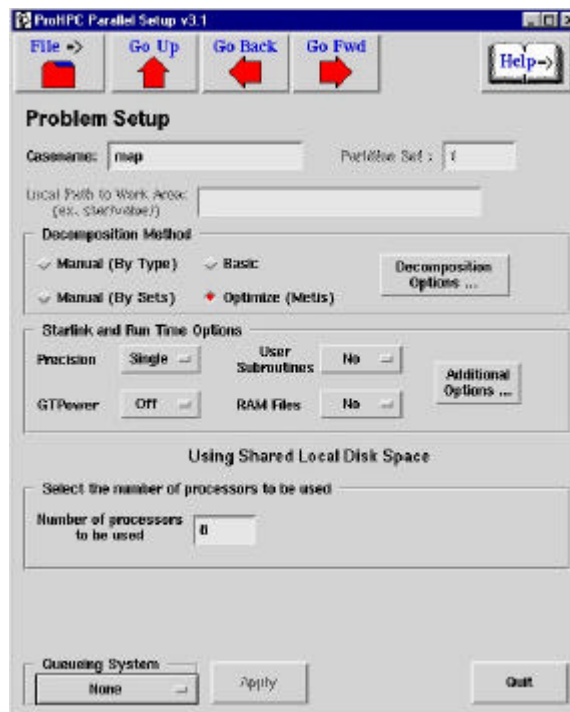 ProHPC Parallel Setup v3.1
File -> Go Up Go Back Go Fwd Help->
Problem Setup
Casename: map Partition Set : 1
Local Path to Work Area:
(ex. /star/value/)
Decomposition Method
Manual (By Type) Basic
Decomposition
Options ...
Manual (By Sets) Optimize (Metis)
Starlink and Run Time Options
Precision Single User
Subroutines No
Additional
Options ...
GTPower Off RAM Files No
Using Shared Local Disk Space
Select the number of processors to be used
Number of processors
to be used
Queueing System
None Apply Quit